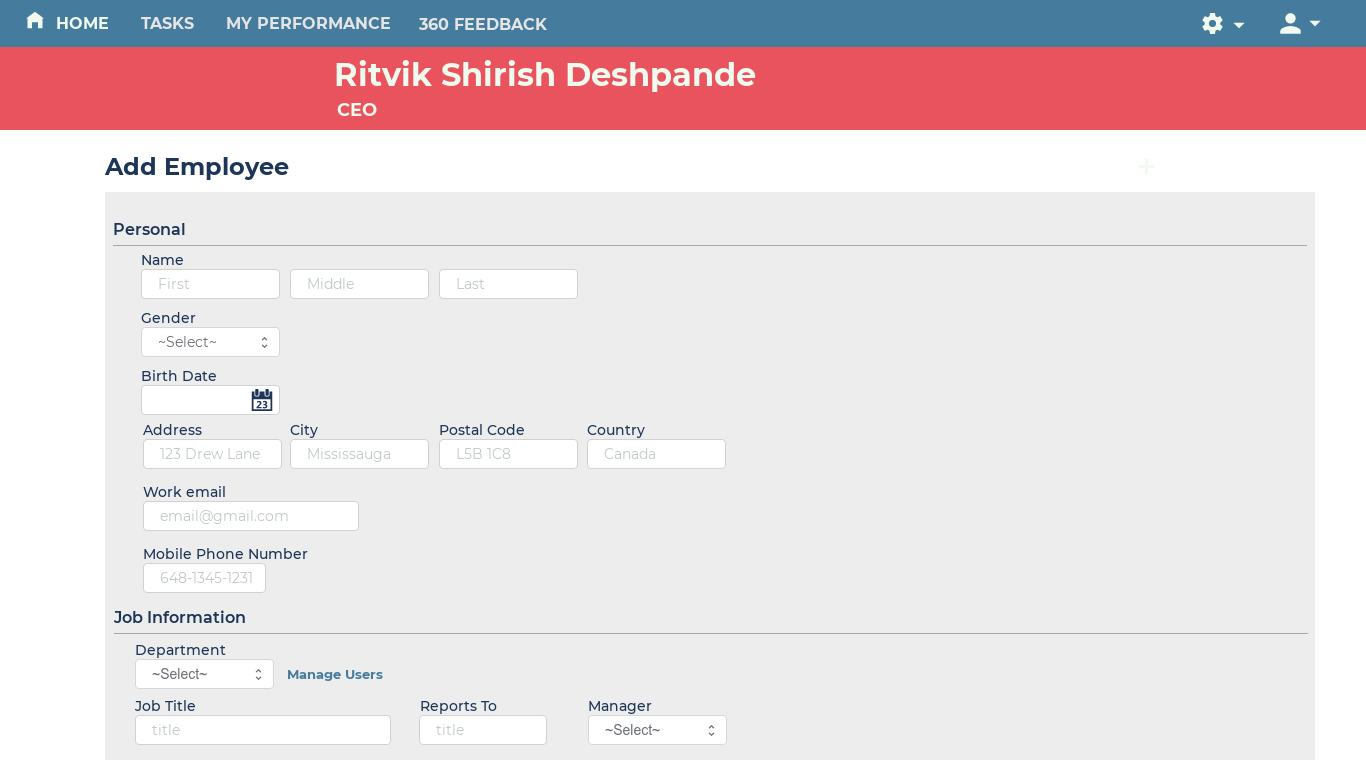 HOME TASKS MY PERFORMANCE 360 FEEDBACK
Ritvik Shirish Deshpande
CEO
Add Employee
Personal
Name
First Middle Last
Gender
~Select~
Birth Date
23
Address City Postal Code Country
123 Drew Lane Mississauga L5B 1C8 Canada
Work email
email@gmail.com
Mobile Phone Number
648-1345-1231
Job Information
Department
~Select~ Manage Users
Job Title Reports To Manager
title title ~Select~